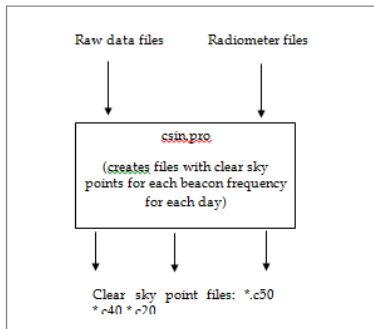 Raw data files Radiometer files
csin.pro
(creates files with clear sky
points for each beacon frequency
for each day)
Clear sky point files: *.c50
*.c40 *.c20